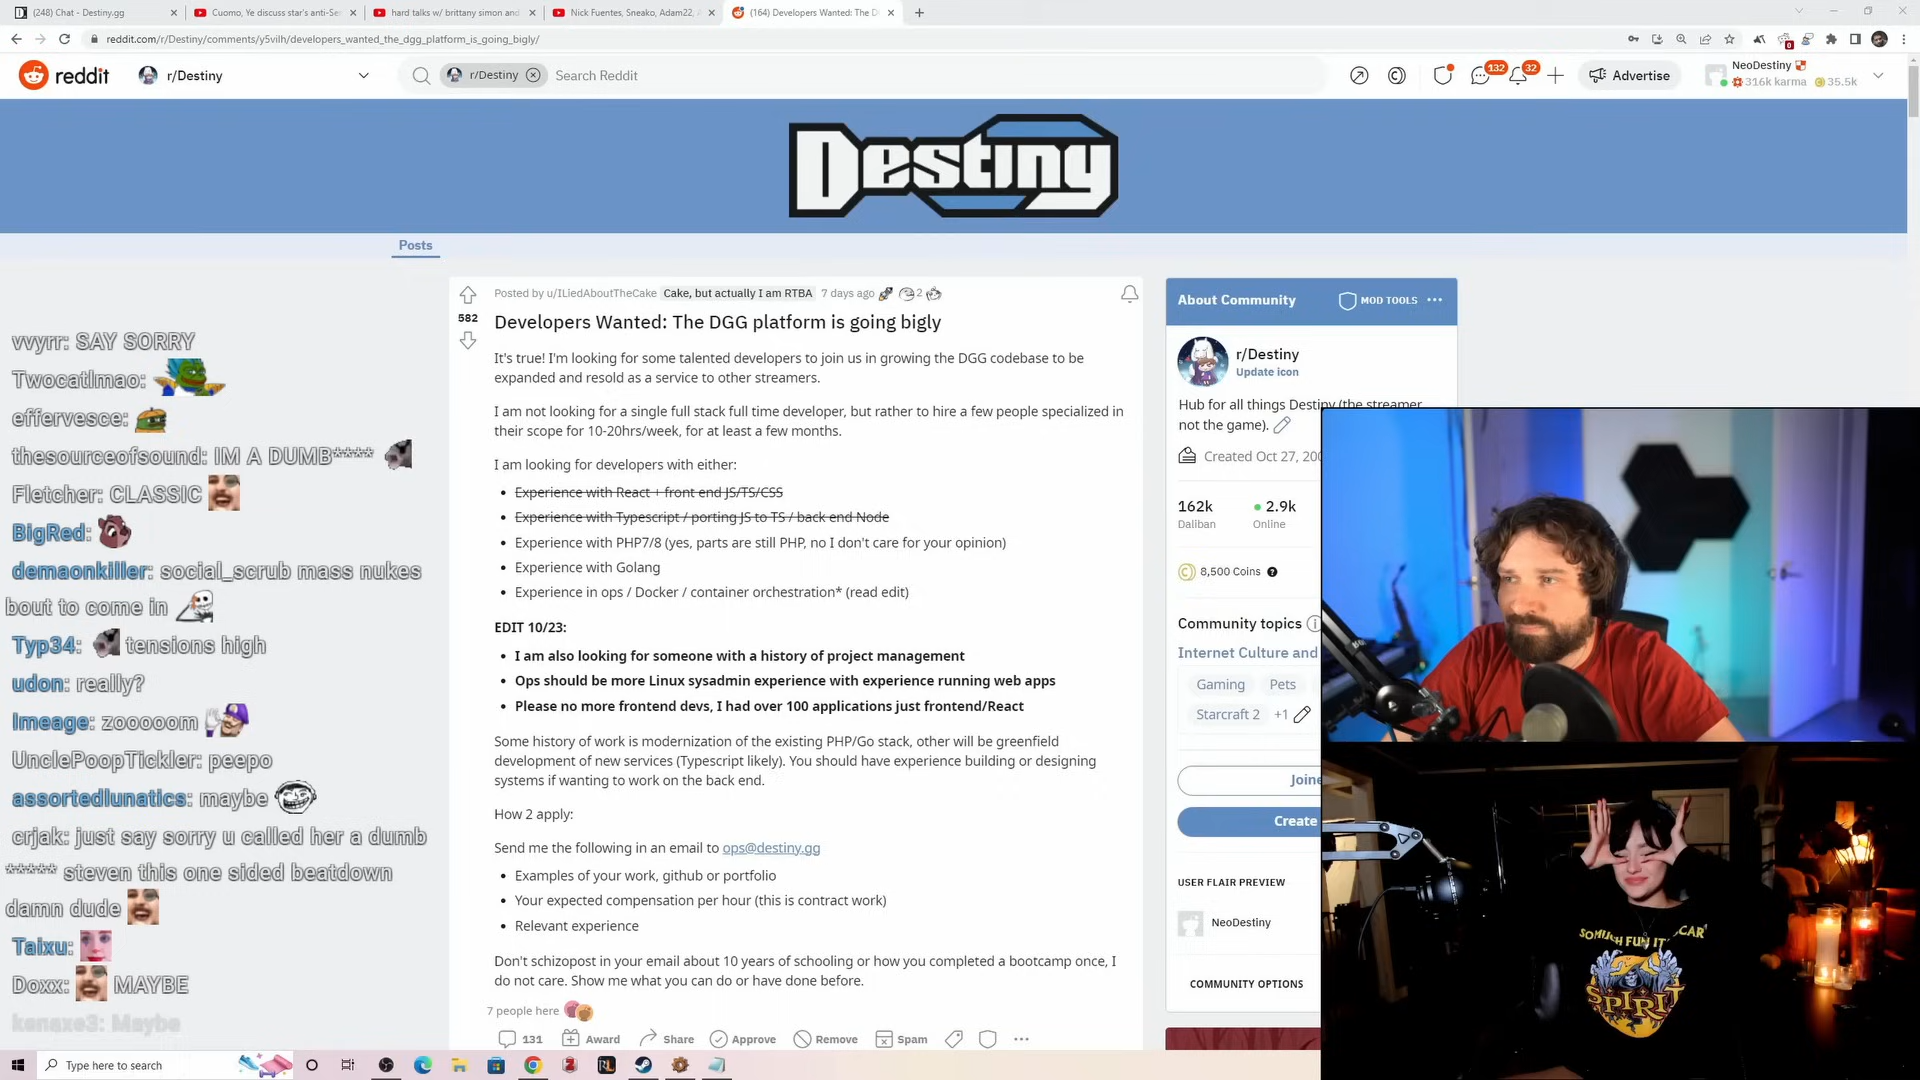 (248) Chat - Destiny.gg
Cuomo, Ye discuss star's anti-Se
hard talks w/ brittany simon and
Nick Fuentes, Sneako, Adam22,
(164) Developers Wanted: The D
reddit.com/r/Destiny/comments/y5vilh/developers_wanted_the_dgg_platform_is_going_bigly/
reddit
r/Destiny
r/Destiny
Search Reddit
132
32
Advertise
NeoDestiny
316k karma
35.5k
Destiny
Posts
Posted by u/ILiedAboutTheCake Cake, but actually I am RTBA 7 days ago 2
582
Developers Wanted: The DGG platform is going bigly
It's true! I'm looking for some talented developers to join us in growing the DGG codebase to be
expanded and resold as a service to other streamers.
I am not looking for a single full stack full time developer, but rather to hire a few people specialized in
their scope for 10-20hrs/week, for at least a few months.
I am looking for developers with either:
• Experience with React + front end JS/TS/CSS
• Experience with Typescript / porting JS to TS / back end Node
• Experience with PHP7/8 (yes, parts are still PHP, no I don't care for your opinion)
• Experience with Golang
• Experience in ops / Docker / container orchestration* (read edit)
EDIT 10/23:
• I am also looking for someone with a history of project management
• Ops should be more Linux sysadmin experience with experience running web apps
• Please no more frontend devs, I had over 100 applications just frontend/React
Some history of work is modernization of the existing PHP/Go stack, other will be greenfield
development of new services (Typescript likely). You should have experience building or designing
systems if wanting to work on the back end.
How 2 apply:
Send me the following in an email to ops@destiny.gg
• Examples of your work, github or portfolio
• Your expected compensation per hour (this is contract work)
• Relevant experience
Don't schizopost in your email about 10 years of schooling or how you completed a bootcamp once, I
do not care. Show me what you can do or have done before.
7 people here
131
Award
Share
Approve
Remove
Spam
About Community
MOD TOOLS
r/Destiny
Update icon
Hub for all things Destiny (the streamer,
not the game).
Created Oct 27, 20
162k
Daliban
2.9k
Online
8,500 Coins
Community topics
Internet Culture and
Gaming
Pets
Starcraft 2
+1
Joine
Create
USER FLAIR PREVIEW
NeoDestiny
COMMUNITY OPTIONS
vvyrr: SAY SORRY
Twocatlmao:
effervesce:
thesourceofsound: IM A DUMB****
Fletcher: CLASSIC
BigRed:
demaonkiller: social_scrub mass nukes
bout to come in
Typ34: tensions high
udon: really?
Imeage: zooooom
UnclePoopTickler: peepo
assortedlunatics: maybe
crjak: just say sorry u called her a dumb
***** steven this one sided beatdown
damn dude
Taixu:
Doxx: MAYBE
kenaxe3: Maybe
SPIRIT
Type here to search